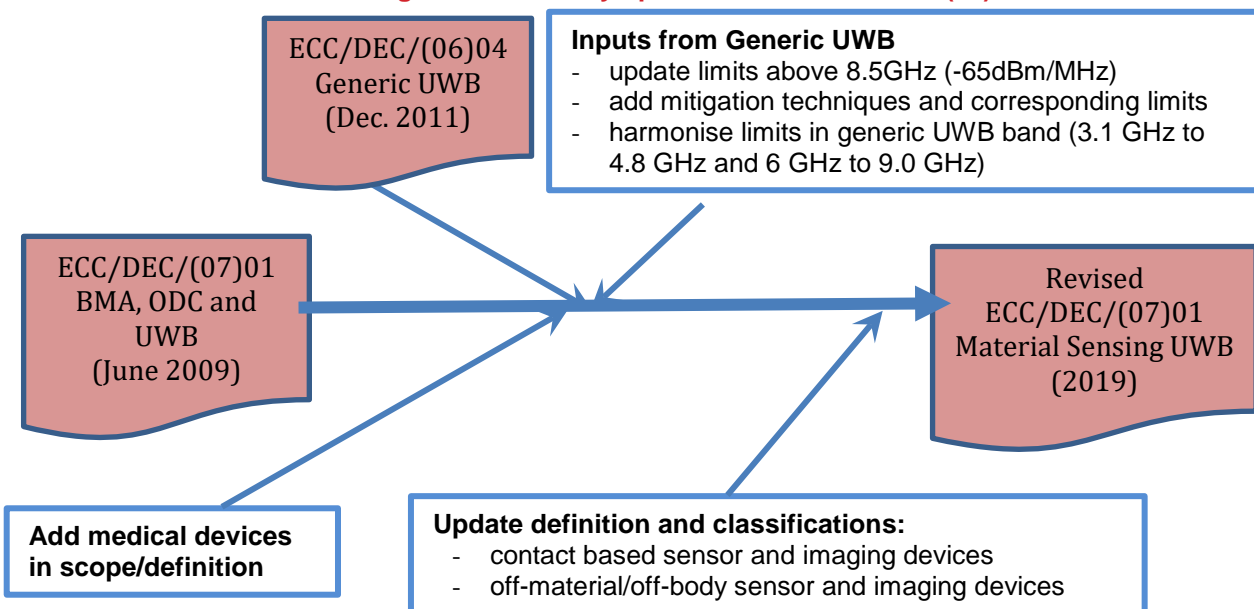 ECC/DEC/(06)04
Generic UWB
(Dec. 2011)
Inputs from Generic UWB
- update limits above 8.5GHz (-65dBm/MHz)
- add mitigation techniques and corresponding limits
- harmonise limits in generic UWB band (3.1 GHz to
4.8 GHz and 6 GHz to 9.0 GHz)
ECC/DEC/(07)01
BMA, ODC and
UWB
(June 2009)
Revised
ECC/DEC/(07)01
Material Sensing UWB
(2019)
Add medical devices
in scope/definition
Update definition and classifications:
- contact based sensor and imaging devices
- off-material/off-body sensor and imaging devices